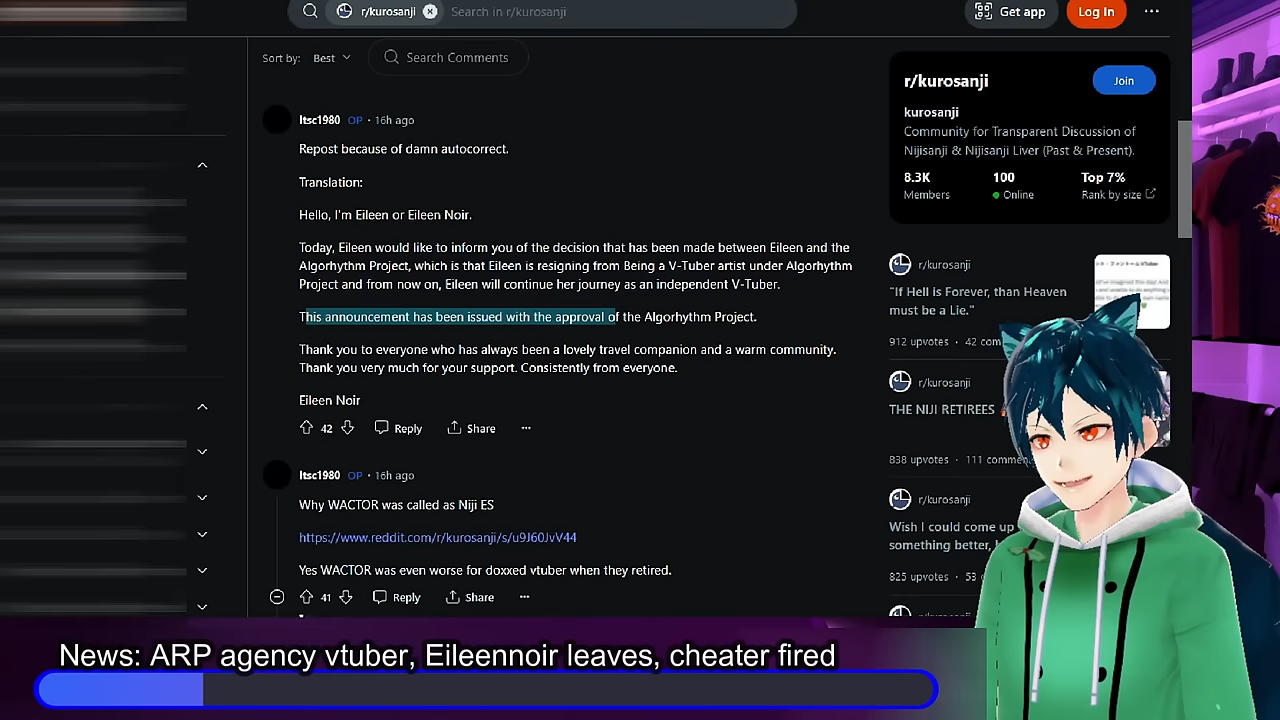 r/kurosanji
Search in r/kurosanji
Get app
Log In
Sort by: Best
Search Comments
ltsc1980 OP • 16h ago
Repost because of damn autocorrect.
Translation:
Hello, I'm Eileen or Eileen Noir.
Today, Eileen would like to inform you of the decision that has been made between Eileen and the
Algorhythm Project, which is that Eileen is resigning from Being a V-Tuber artist under Algorhythm
Project and from now on, Eileen will continue her journey as an independent V-Tuber.
This announcement has been issued with the approval of the Algorhythm Project.
Thank you to everyone who has always been a lovely travel companion and a warm community.
Thank you very much for your support. Consistently from everyone.
Eileen Noir
42 Reply Share
ltsc1980 OP • 16h ago
Why WACTOR was called as Niji ES
https://www.reddit.com/r/kurosanji/s/u9J60JvV44
Yes WACTOR was even worse for doxxed vtuber when they retired.
41 Reply Share
r/kurosanji
Join
kurosanji
Community for Transparent Discussion of
Nijisanji & Nijisanji Liver (Past & Present).
8.3K 100 Top 7%
Members Online Rank by size
r/kurosanji
"If Hell is Forever, than Heaven
must be a Lie."
912 upvotes • 42 com
r/kurosanji
THE NIJI RETIREES
838 upvotes • 111 commen
r/kurosanji
Wish I could come up
something better,
825 upvotes • 53
News: ARP agency vtuber, Eileennoir leaves, cheater fired